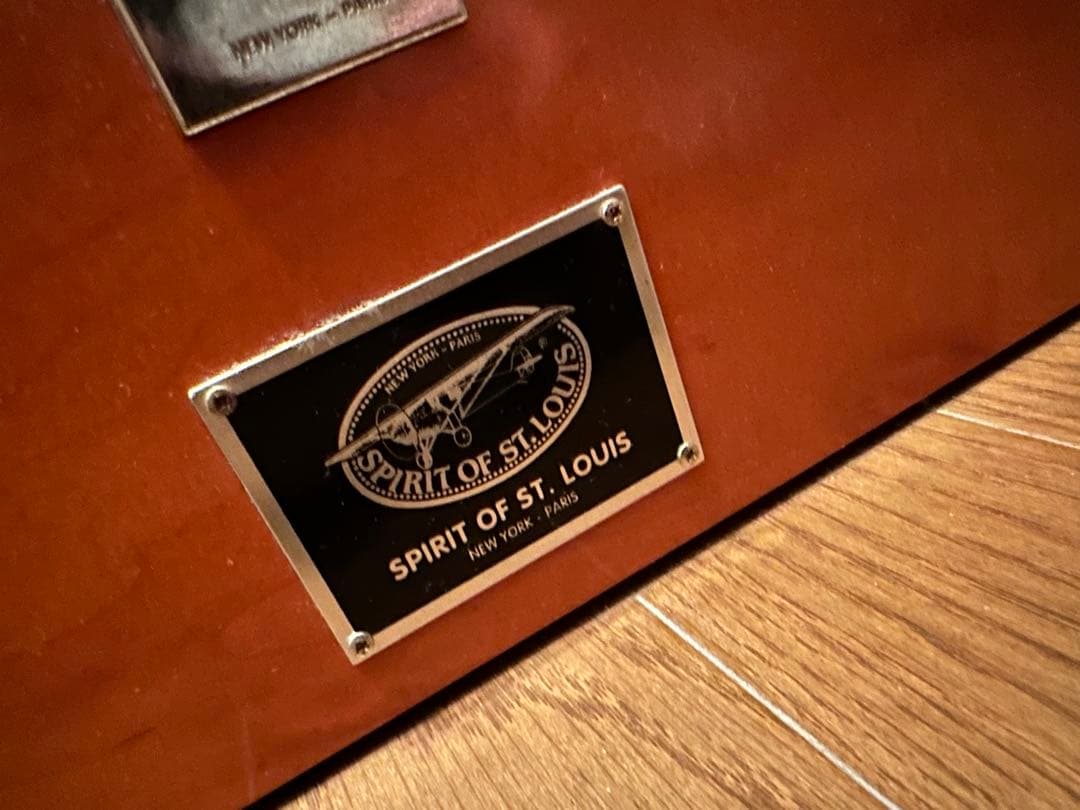 NEW YORK – PARIS
NEW YORK - PARIS
®
SPIRIT OF ST. LOUIS
SPIRIT OF ST. LOUIS
NEW YORK - PARIS